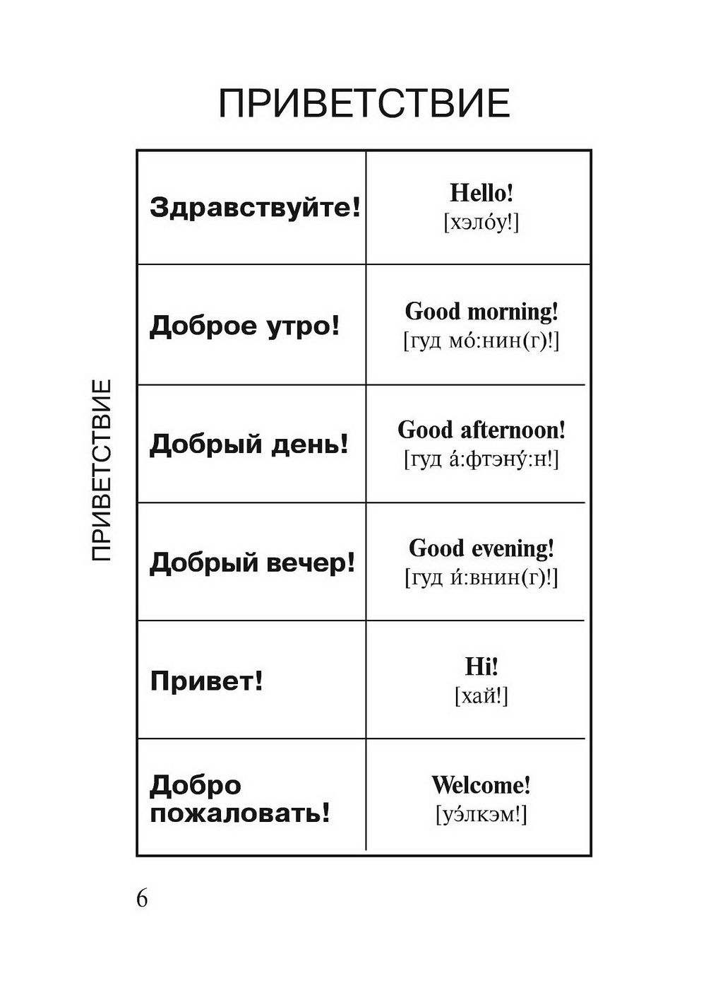 ПРИВЕТСТВИЕ
ПРИВЕТСТВИЕ
Здравствуйте!
Hello!
[хэло́у!]
Доброе утро!
Good morning!
[гуд мо́:нин(г)!]
Добрый день!
Good afternoon!
[гуд а́:фтэну́:н!]
Добрый вечер!
Good evening!
[гуд и́:внин(г)!]
Привет!
Hi!
[хай!]
Добро
пожаловать!
Welcome!
[уэ́лкэм!]
6